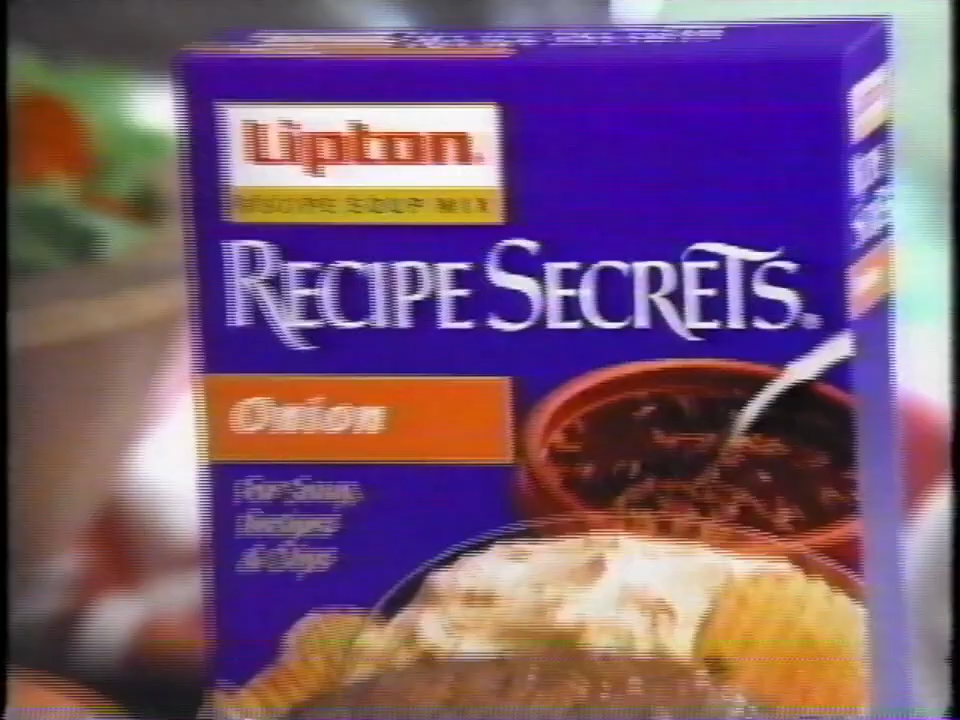 Lipton®
RECIPE SOUP MIX
RECIPE SECRETS®
Onion
For Soup,
Recipes
& Dips